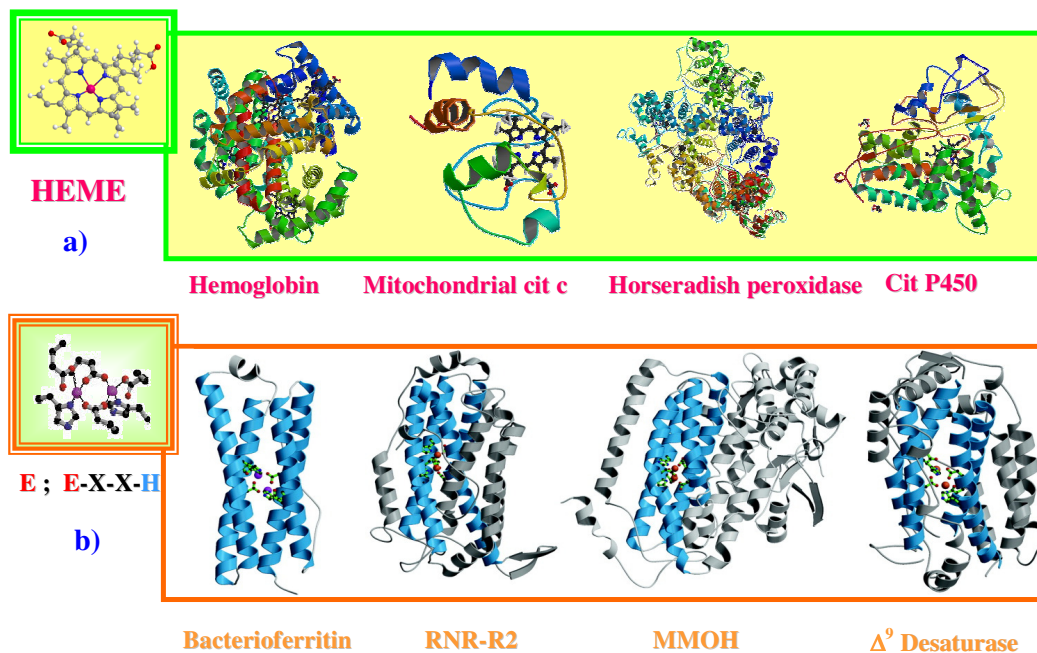 HEME
a)
Hemoglobin
Mitochondrial cit c
Horseradish peroxidase
Cit P450
E ; E-X-X-H
b)
Bacterioferritin
RNR-R2
MMOH
Δ⁹ Desaturase